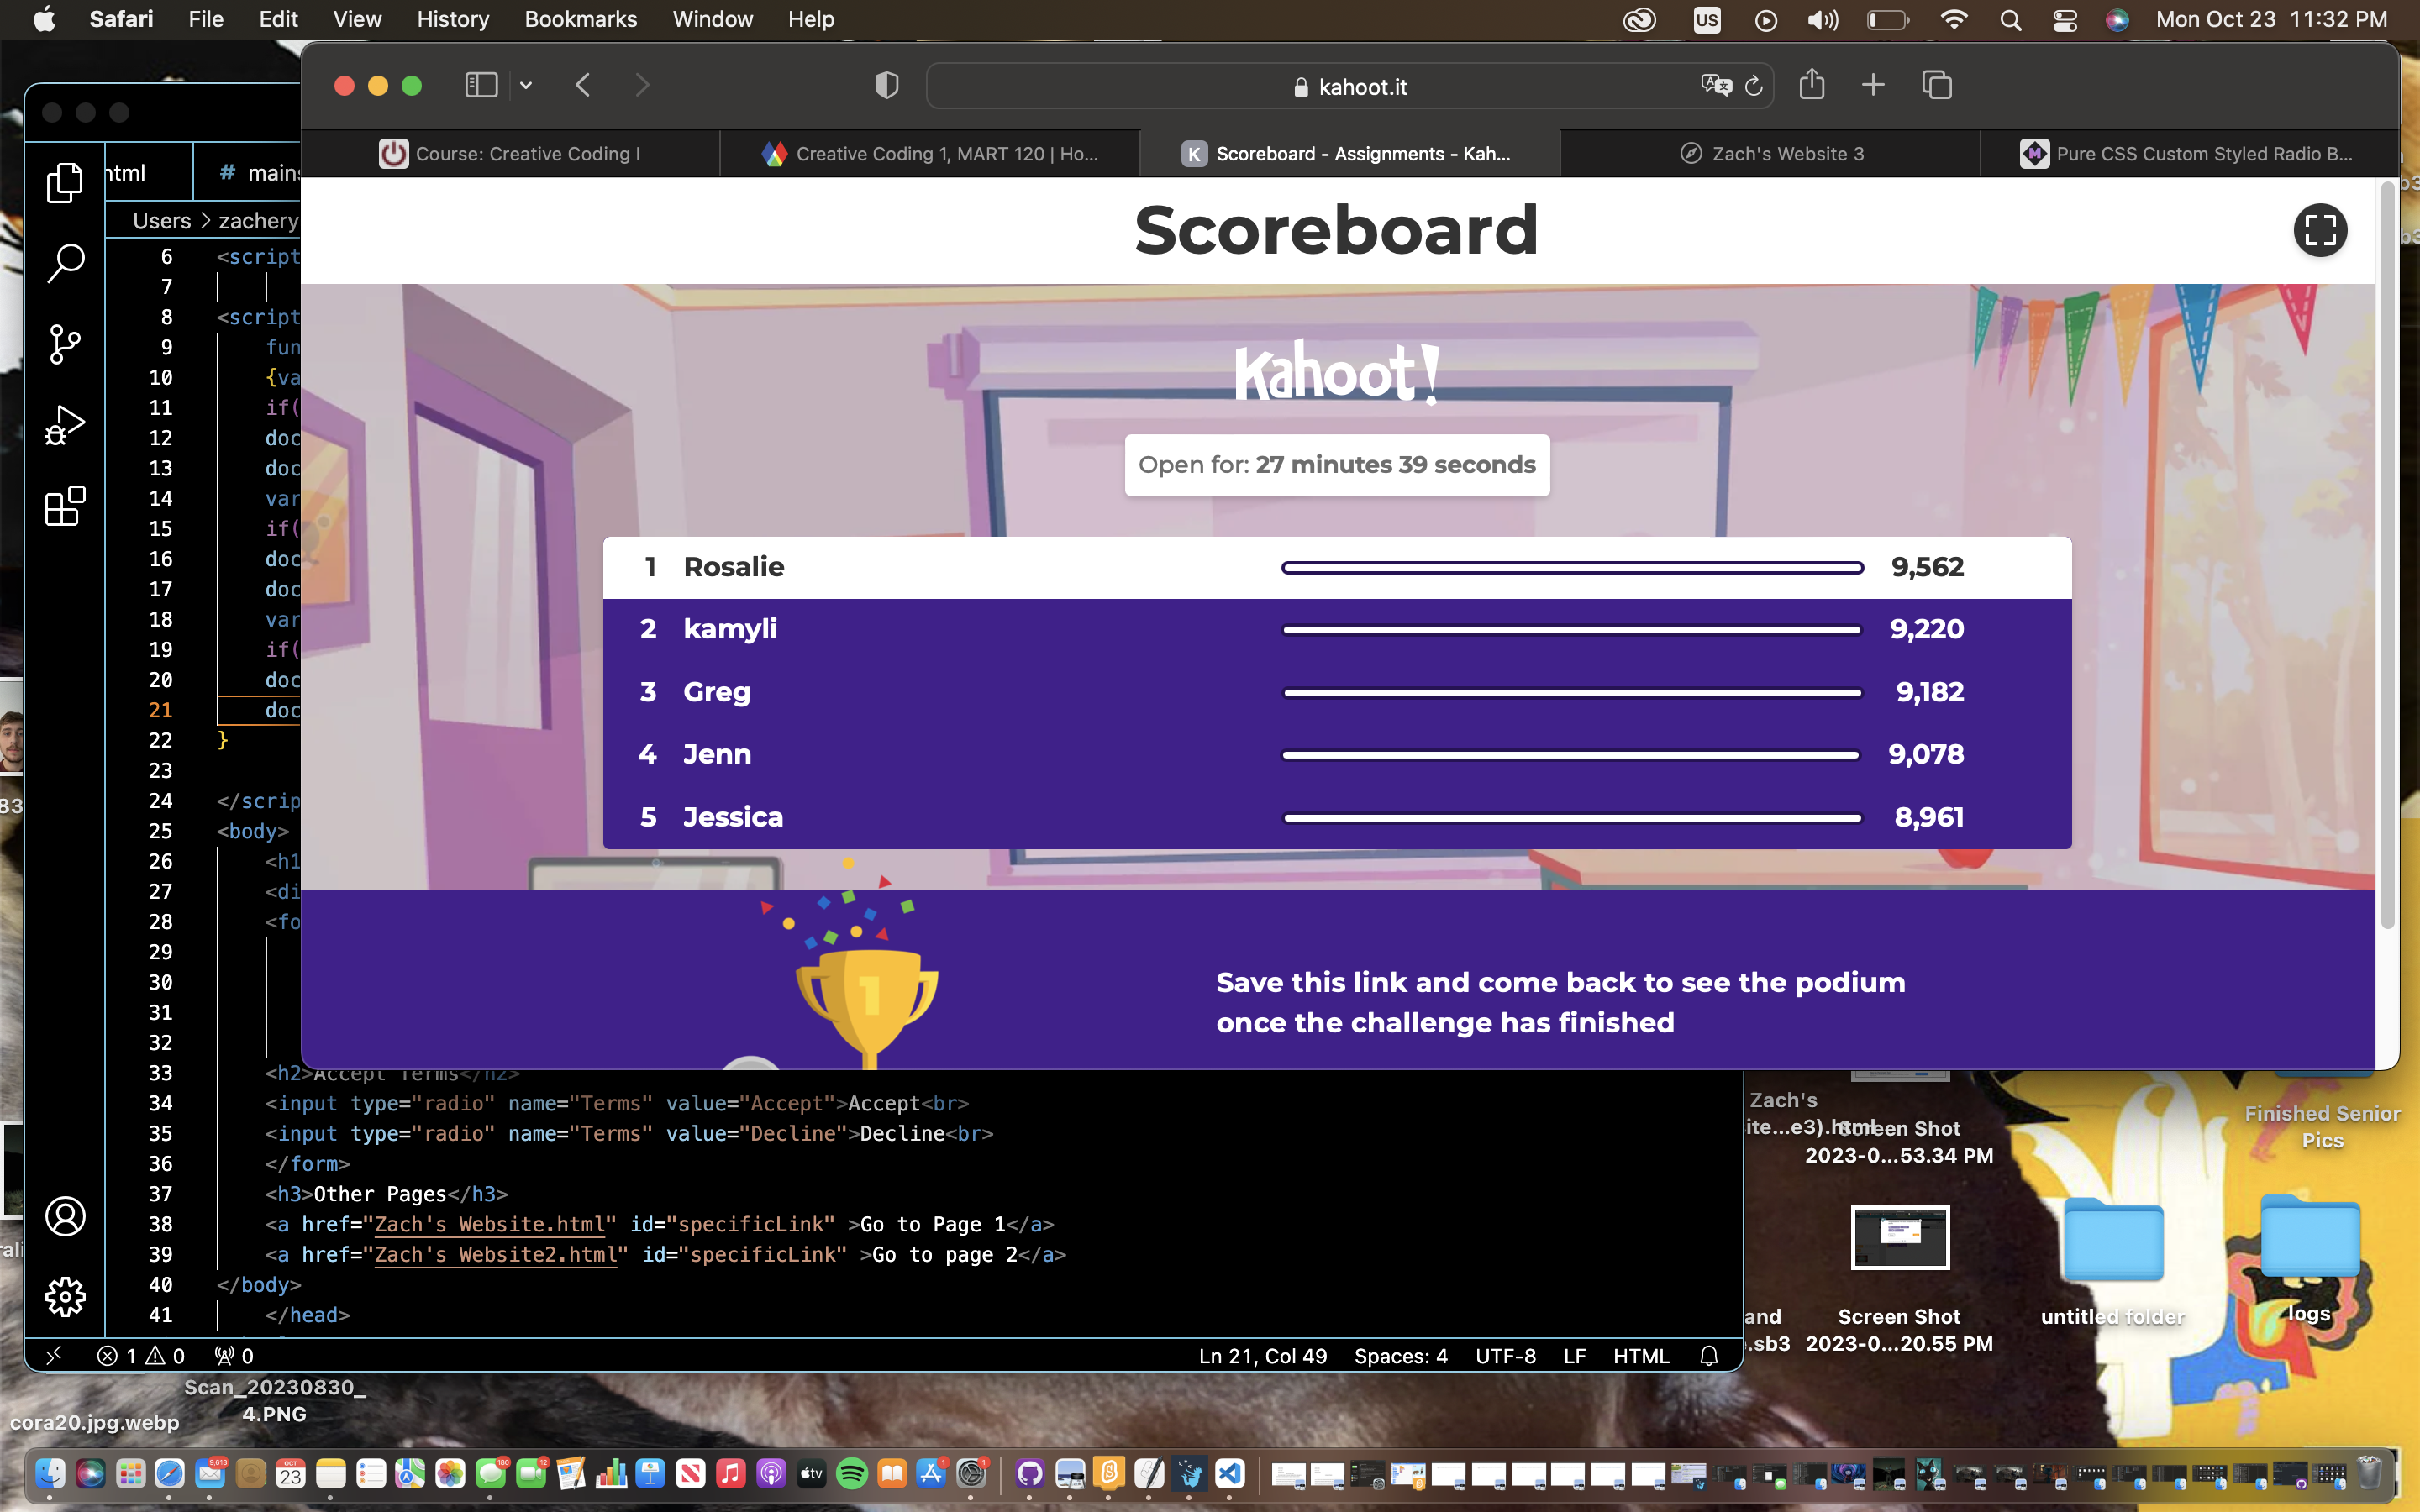 Safari File Edit View History Bookmarks Window Help US Mon Oct 23 11:32 PM
kahoot.it
Course: Creative Coding I
Creative Coding 1, MART 120 | Ho...
K Scoreboard - Assignments - Kah...
Zach's Website 3
M Pure CSS Custom Styled Radio B...
html # main
Users > zachery
Scoreboard
Kahoot!
Open for: 27 minutes 39 seconds
1 Rosalie 9,562
2 kamyli 9,220
3 Greg 9,182
4 Jenn 9,078
5 Jessica 8,961
1
Save this link and come back to see the podium
once the challenge has finished
6 <script
7
8 <script
9 fun
10 {va
11 if(
12 doc
13 doc
14 var
15 if(
16 doc
17 doc
18 var
19 if(
20 doc
21 doc
22 }
23
24 </scrip
25 <body>
26 <h1
27 <di
28 <fo
29
30
31
32
33 <h2>Accept Terms</h2>
34 <input type="radio" name="Terms" value="Accept">Accept<br>
35 <input type="radio" name="Terms" value="Decline">Decline<br>
36 </form>
37 <h3>Other Pages</h3>
38 <a href="Zach's Website.html" id="specificLink" >Go to Page 1</a>
39 <a href="Zach's Website2.html" id="specificLink" >Go to page 2</a>
40 </body>
41 </head>
1 0 0 Ln 21, Col 49 Spaces: 4 UTF-8 LF HTML
Zach's
ite...e3).html
Screen Shot
2023-0...53.34 PM
Finished Senior
Pics
and
.sb3
Screen Shot
2023-0...20.55 PM
untitled folder
logs
Scan_20230830_
4.PNG
cora20.jpg.webp
9,613
OCT
23
180
12
tv
1
1